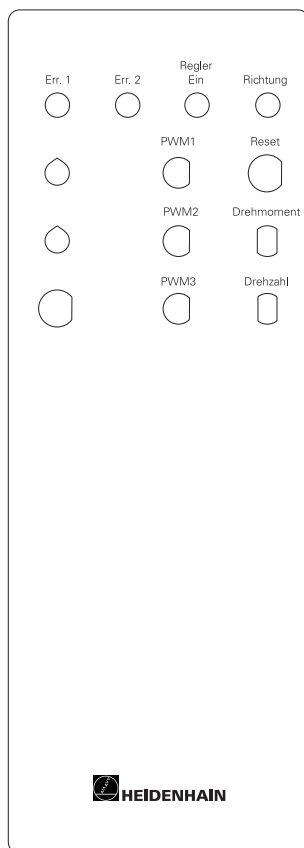 Err. 1
Err. 2
Regler
Ein
Richtung
PWM1
Reset
PWM2
Drehmoment
PWM3
Drehzahl
HEIDENHAIN